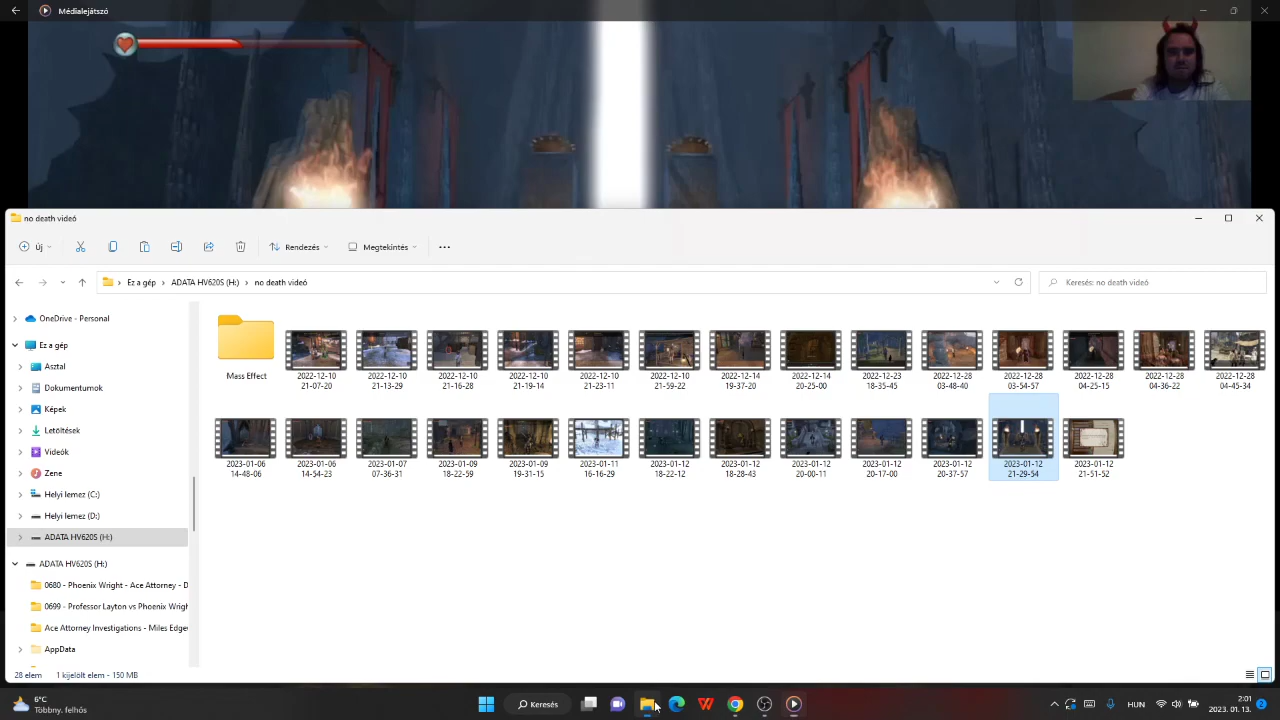 Médialejátszó
no death videó
Új
Rendezés
Megtekintés
Ez a gép
ADATA HV620S (H:)
no death videó
Keresés: no death videó
OneDrive - Personal
Ez a gép
Asztal
Dokumentumok
Képek
Letöltések
Videók
Zene
Helyi lemez (C:)
Helyi lemez (D:)
ADATA HV620S (H:)
ADATA HV620S (H:)
0680 - Phoenix Wright - Ace Attorney - D
0699 - Professor Layton vs Phoenix Wrigh
Ace Attorney Investigations - Miles Edge
AppData
Mass Effect
2022-12-10
21-07-20
2022-12-10
21-13-29
2022-12-10
21-16-28
2022-12-10
21-19-14
2022-12-10
21-23-11
2022-12-10
21-59-22
2022-12-14
19-37-20
2022-12-14
20-25-00
2022-12-23
18-35-45
2022-12-28
03-48-40
2022-12-28
03-54-57
2022-12-28
04-25-15
2022-12-28
04-36-22
2022-12-28
04-45-34
2023-01-06
14-48-06
2023-01-06
14-54-23
2023-01-07
07-36-31
2023-01-09
18-22-59
2023-01-09
19-31-15
2023-01-11
16-16-29
2023-01-12
18-22-12
2023-01-12
18-28-43
2023-01-12
20-00-11
2023-01-12
20-17-00
2023-01-12
20-37-57
2023-01-12
21-29-54
2023-01-12
21-51-52
28 elem
1 kijelölt elem - 150 MB
6°C
Többny. felhős
Keresés
HUN
2:01
2023. 01. 13.
2